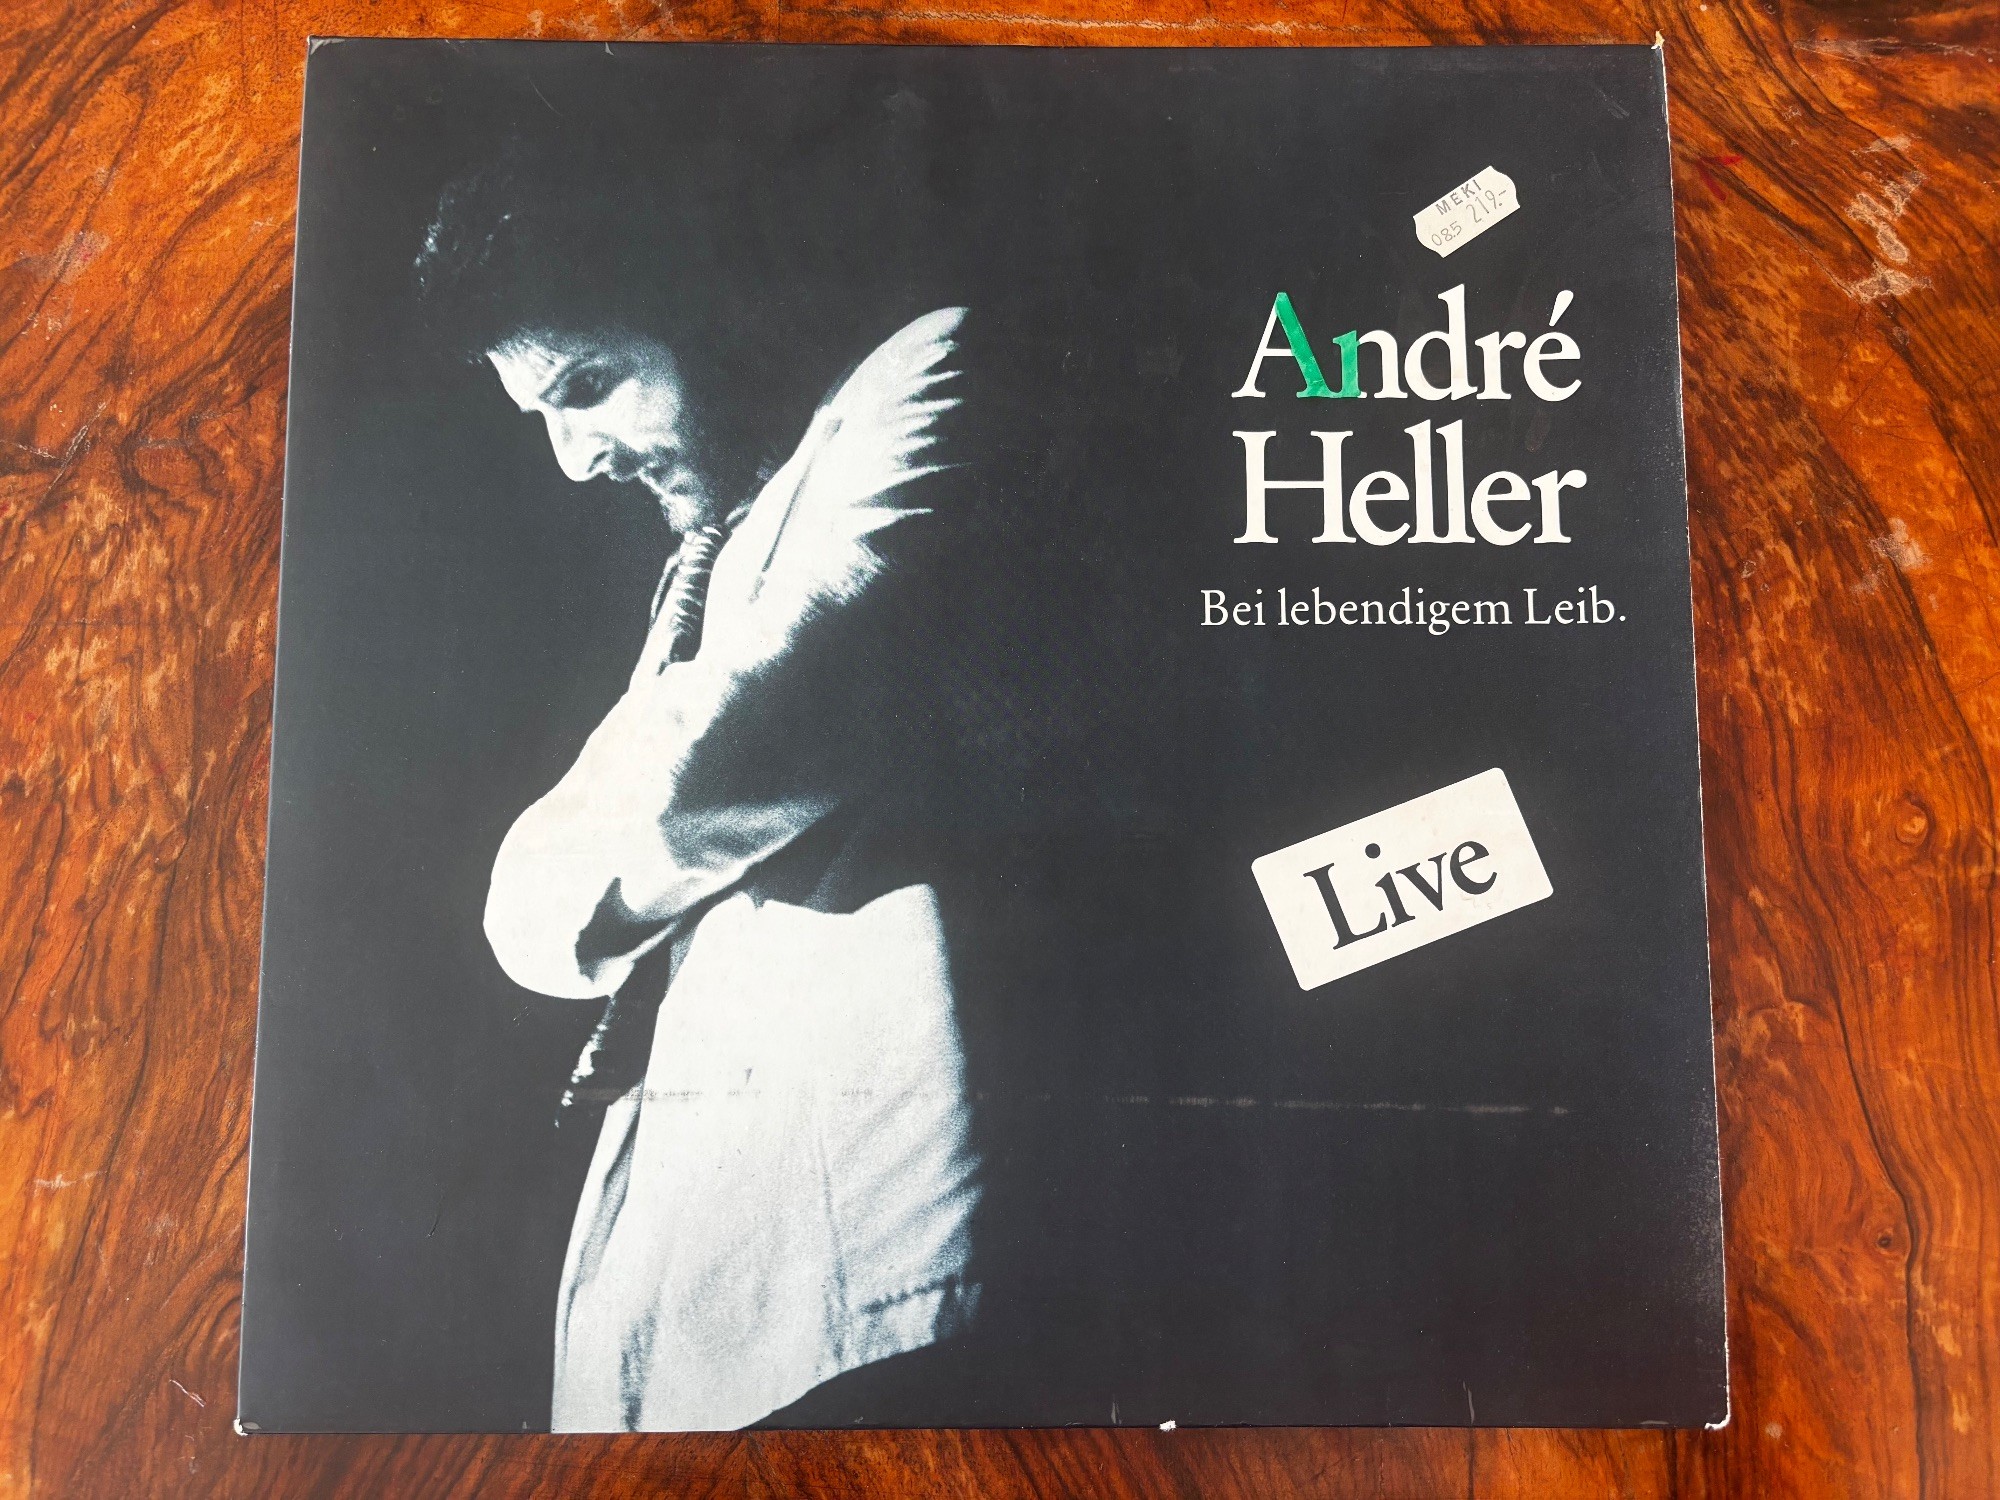 MEKI
085 219.-
André
Heller
Bei lebendigem Leib.
Live